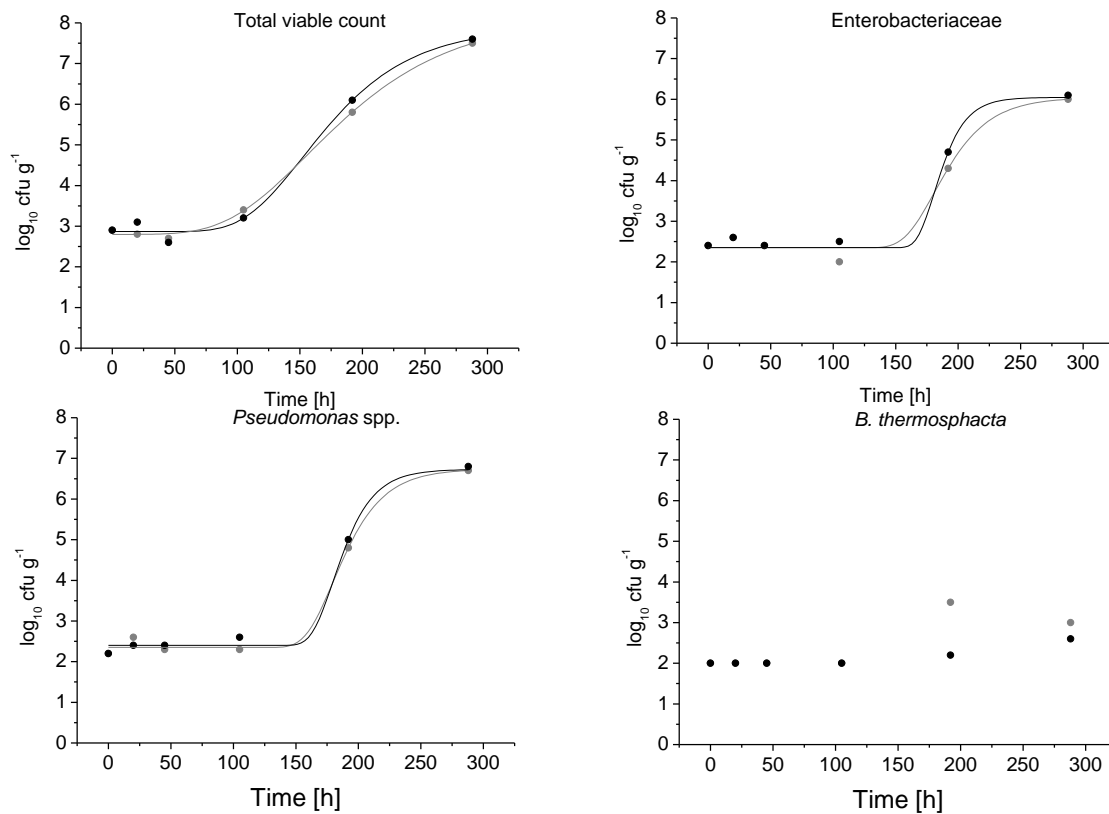 Total viable count
8
7
6
5
4
3
2
1
0
log₁₀ cfu g⁻¹
0 50 100 150 200 250 300
Time [h]
Enterobacteriaceae
8
7
6
5
4
3
2
1
0
log₁₀ cfu g⁻¹
0 50 100 150 200 250 300
Time [h]
Pseudomonas spp.
8
7
6
5
4
3
2
1
0
log₁₀ cfu g⁻¹
0 50 100 150 200 250 300
Time [h]
B. thermosphacta
8
7
6
5
4
3
2
1
0
log₁₀ cfu g⁻¹
0 50 100 150 200 250 300
Time [h]